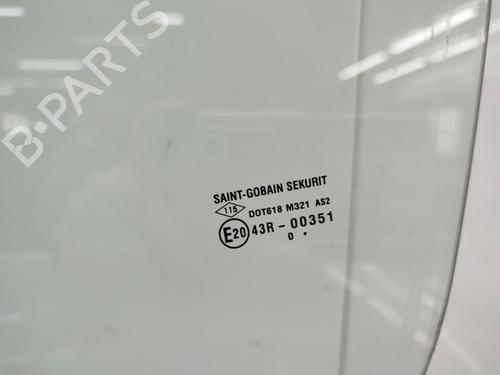 B-PARTS
SAINT-GOBAIN SEKURIT
115 DOT618 M321 AS2
E20 43R-00351
0 .